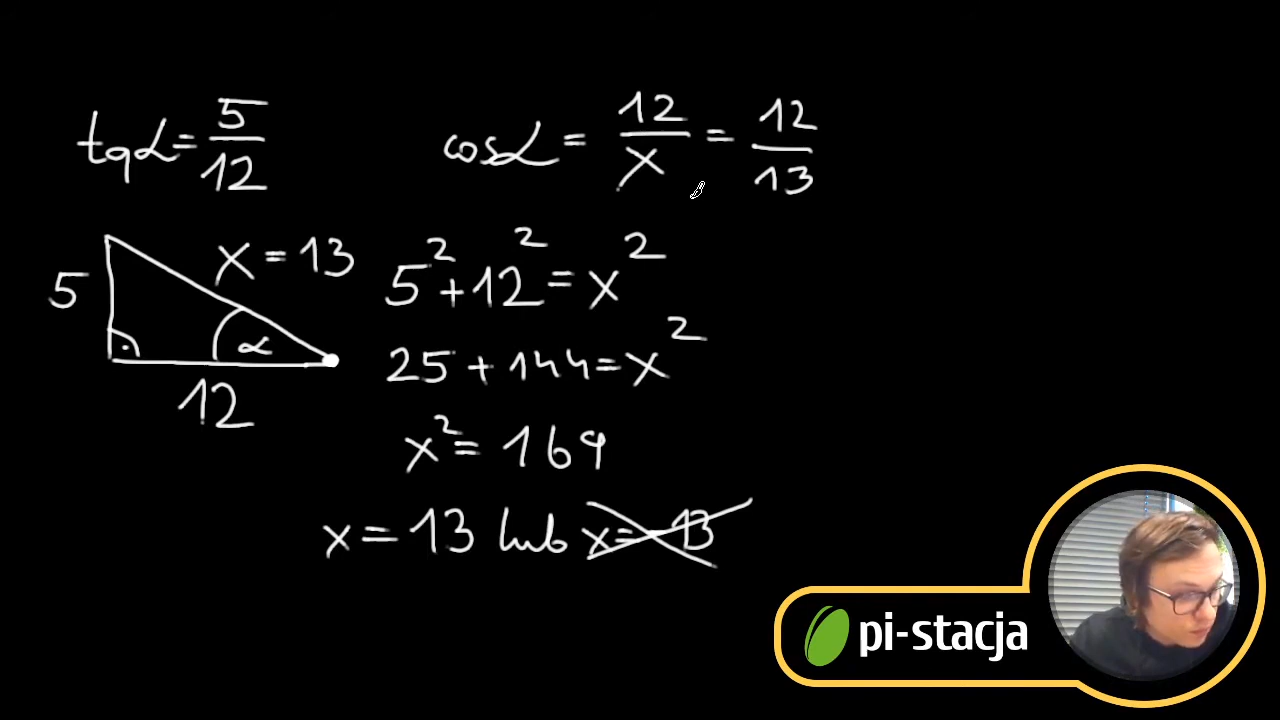 tgα = 5/12
cosα = 12/x = 12/13
x = 13
5
α
12
5² + 12² = x²
25 + 144 = x²
x² = 169
x = 13 lub x = -13
pi-stacja